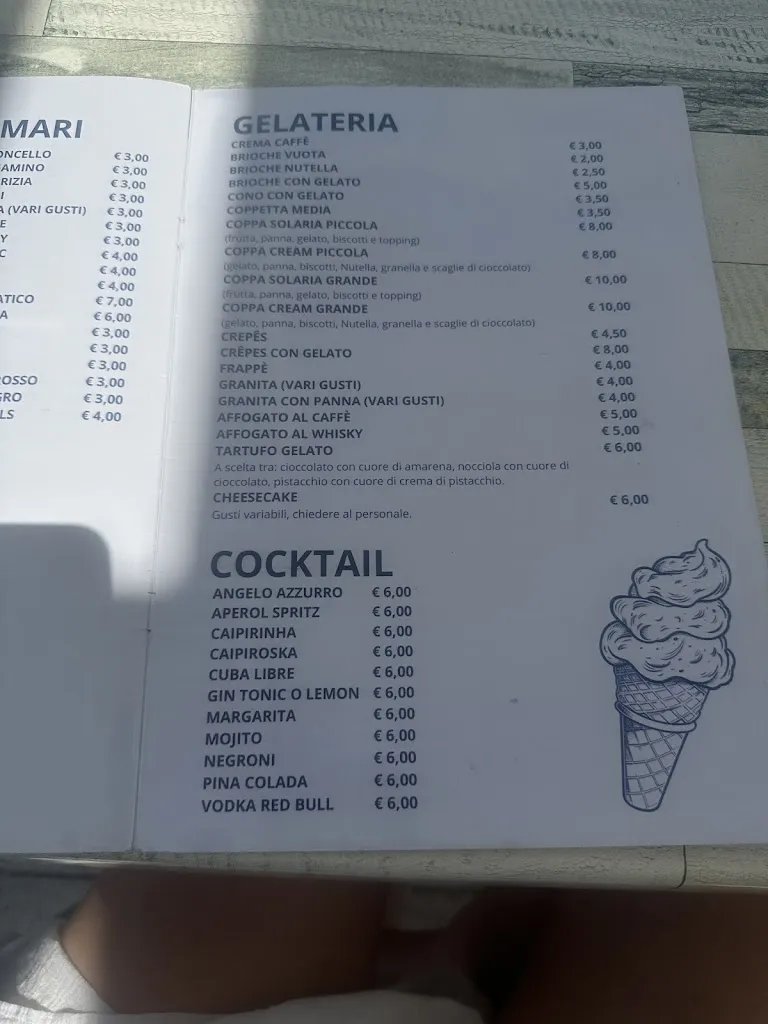 MARI
ONCELLO € 3,00
AMINO € 3,00
RIZIA € 3,00
I € 3,00
A (VARI GUSTI) € 3,00
E € 3,00
Y € 3,00
C € 4,00
€ 4,00
€ 4,00
ATICO € 7,00
A € 6,00
€ 3,00
€ 3,00
€ 3,00
OSSO € 3,00
GRO € 3,00
LS € 4,00
GELATERIA
CREMA CAFFÈ € 3,00
BRIOCHE VUOTA € 2,00
BRIOCHE NUTELLA € 2,50
BRIOCHE CON GELATO € 5,00
CONO CON GELATO € 3,50
COPPETTA MEDIA € 3,50
COPPA SOLARIA PICCOLA € 8,00
(frutta, panna, gelato, biscotti e topping)
COPPA CREAM PICCOLA € 8,00
(gelato, panna, biscotti, Nutella, granella e scaglie di cioccolato)
COPPA SOLARIA GRANDE € 10,00
(frutta, panna, gelato, biscotti e topping)
COPPA CREAM GRANDE € 10,00
(gelato, panna, biscotti, Nutella, granella e scaglie di cioccolato)
CREPÊS € 4,50
CRÊPES CON GELATO € 8,00
FRAPPÈ € 4,00
GRANITA (VARI GUSTI) € 4,00
GRANITA CON PANNA (VARI GUSTI) € 4,00
AFFOGATO AL CAFFÈ € 5,00
AFFOGATO AL WHISKY € 5,00
TARTUFO GELATO € 6,00
A scelta tra: cioccolato con cuore di amarena, nocciola con cuore di
cioccolato, pistacchio con cuore di crema di pistacchio.
CHEESECAKE € 6,00
Gusti variabili, chiedere al personale.
COCKTAIL
ANGELO AZZURRO € 6,00
APEROL SPRITZ € 6,00
CAIPIRINHA € 6,00
CAIPIROSKA € 6,00
CUBA LIBRE € 6,00
GIN TONIC O LEMON € 6,00
MARGARITA € 6,00
MOJITO € 6,00
NEGRONI € 6,00
PINA COLADA € 6,00
VODKA RED BULL € 6,00